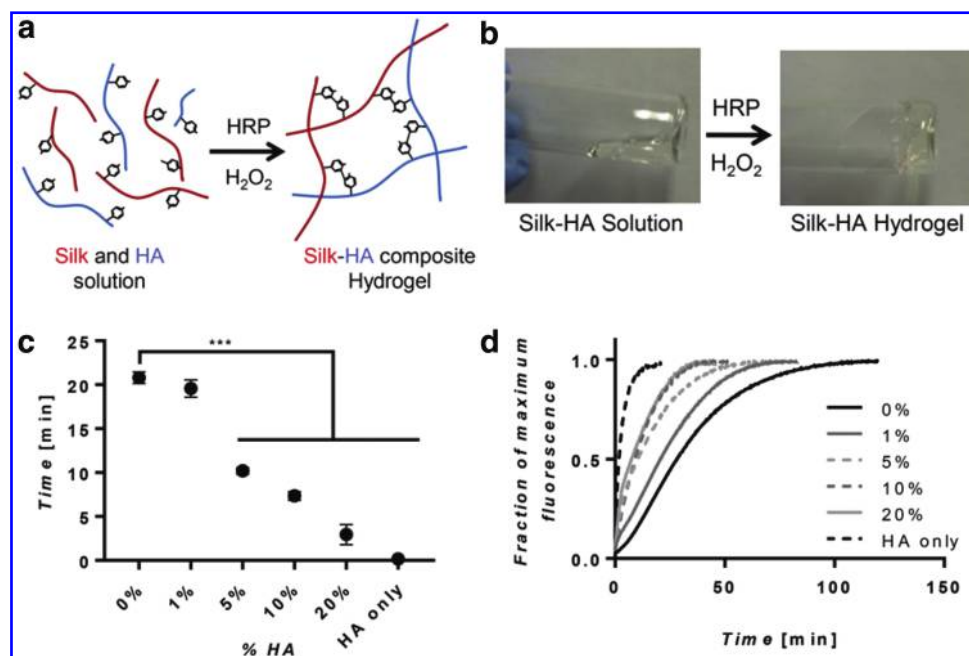 a
HRP
H₂O₂
Silk and HA
solution
Silk-HA composite
Hydrogel
b
HRP
H₂O₂
Silk-HA Solution
Silk-HA Hydrogel
c
***
25
20
15
10
5
0
Time [min]
0%
1%
5%
10%
20%
HA only
% HA
d
Fraction of maximum
fluorescence
1.0
0.5
0.0
0
50
100
150
0%
1%
5%
10%
20%
HA only
Time [min]